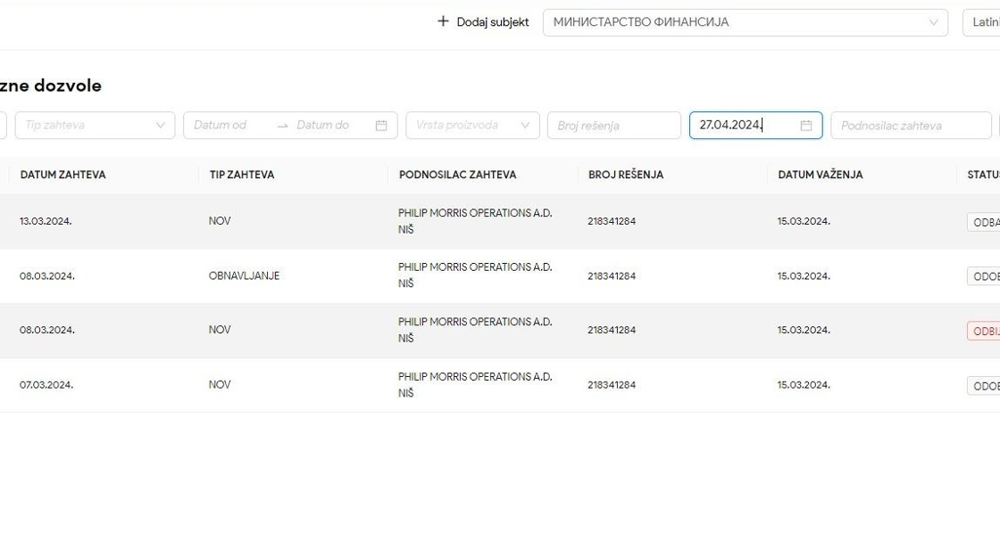 Dodaj subjekt
МИНИСТАРСТВО ФИНАНСИЈА
Latini
zne dozvole
Tip zahteva
Datum od
Datum do
Vrsta proizvoda
Broj rešenja
27.04.2024.
Podnosilac zahteva
DATUM ZAHTEVA
TIP ZAHTEVA
PODNOSILAC ZAHTEVA
BROJ REŠENJA
DATUM VAŽENJA
STATUS
13.03.2024.
NOV
PHILIP MORRIS OPERATIONS A.D.
NIŠ
218341284
15.03.2024.
ODBA
08.03.2024.
OBNAVLJANJE
PHILIP MORRIS OPERATIONS A.D.
NIŠ
218341284
15.03.2024.
ODOB
08.03.2024.
NOV
PHILIP MORRIS OPERATIONS A.D.
NIŠ
218341284
15.03.2024.
ODBIJ
07.03.2024.
NOV
PHILIP MORRIS OPERATIONS A.D.
NIŠ
218341284
15.03.2024.
ODOB